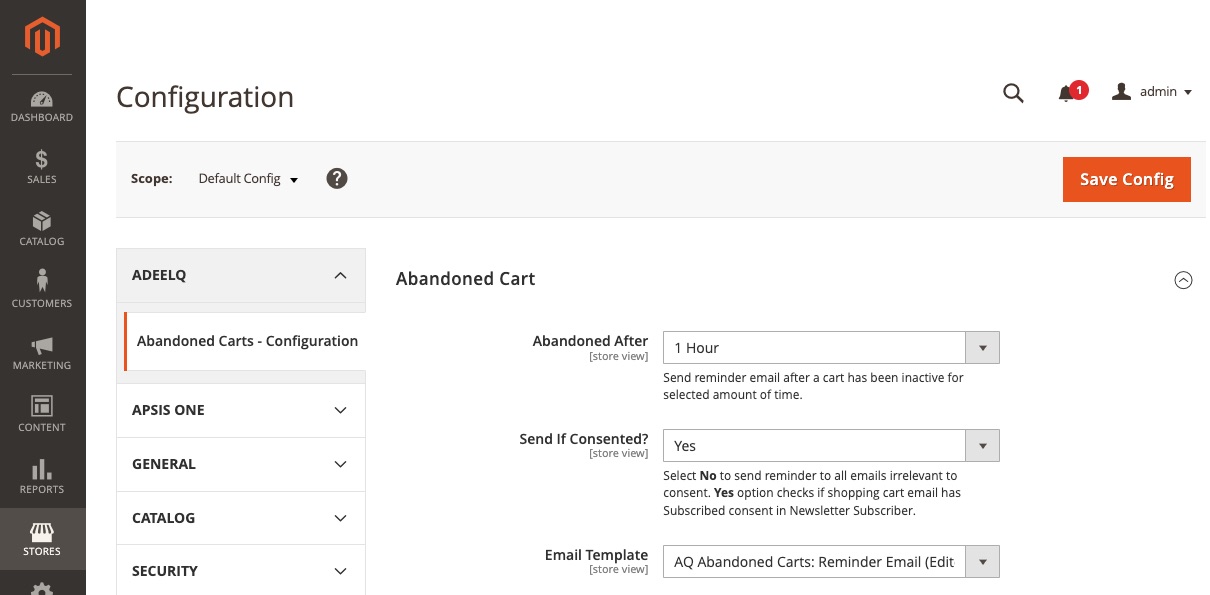 Configuration
1
admin
Scope:
Default Config
?
Save Config
DASHBOARD
SALES
CATALOG
CUSTOMERS
MARKETING
CONTENT
REPORTS
STORES
ADEELQ
Abandoned Carts - Configuration
APSIS ONE
GENERAL
CATALOG
SECURITY
Abandoned Cart
Abandoned After
[store view]
1 Hour
Send reminder email after a cart has been inactive for
selected amount of time.
Send If Consented?
[store view]
Yes
Select No to send reminder to all emails irrelevant to
consent. Yes option checks if shopping cart email has
Subscribed consent in Newsletter Subscriber.
Email Template
[store view]
AQ Abandoned Carts: Reminder Email (Edit